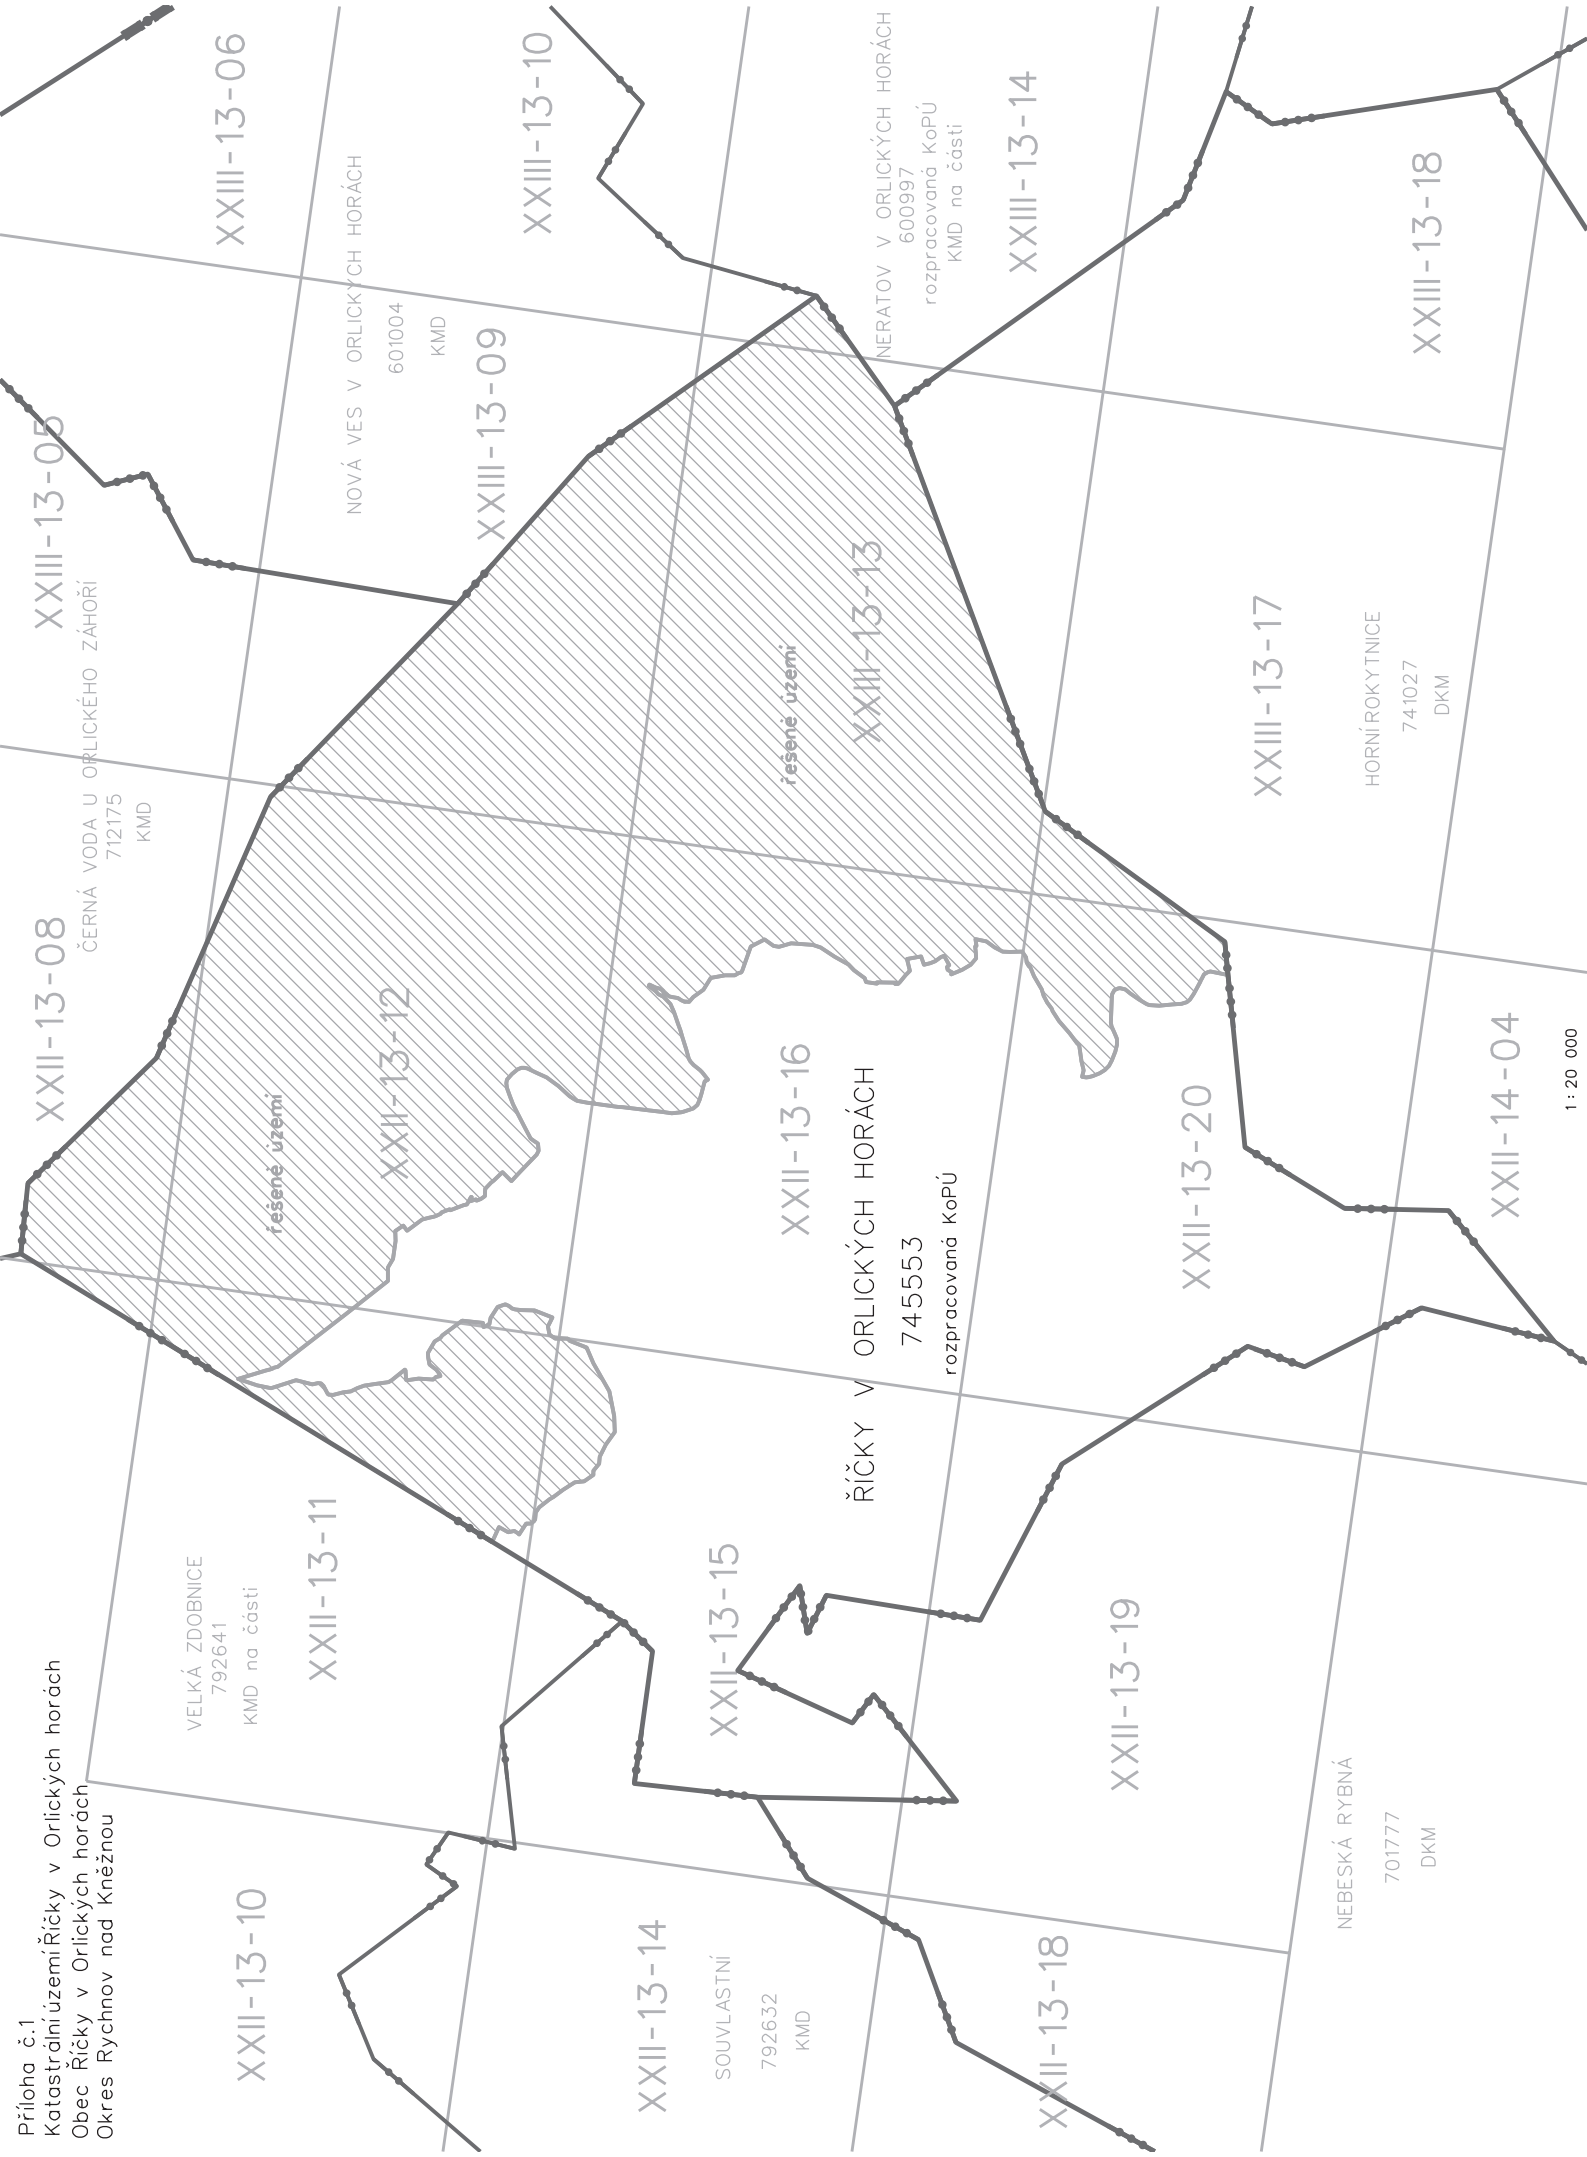 Příloha č.1
Katastrální území Říčky v Orlických horách
Obec Říčky v Orlických horách
Okres Rychnov nad Kněžnou
XXII-13-10
XXII-13-14
SOUVLASTNÍ
792632
KMD
XXII-13-18
VELKÁ ZDOBNICE
792641
KMD na části
XXII-13-11
XXII-13-15
XXII-13-19
NEBESKÁ RYBNÁ
701777
DKM
XXII-13-08
řešené území
XXII-13-12
XXII-13-16
ŘÍČKY V ORLICKÝCH HORÁCH
745553
rozpracovaná KoPÚ
XXII-13-20
XXII-14-04
1:20 000
XXIII-13-05
ČERNÁ VODA U ORLICKÉHO ZÁHOŘÍ
712175
KMD
XXIII-13-09
řešené území
XXIII-13-13
XXIII-13-17
HORNÍ ROKYTNICE
741027
DKM
XXIII-13-06
NOVÁ VES V ORLICKÝCH HORÁCH
601004
KMD
XXIII-13-10
NERATOV V ORLICKÝCH HORÁCH
600997
rozpracovaná KoPÚ
KMD na části
XXIII-13-14
XXIII-13-18